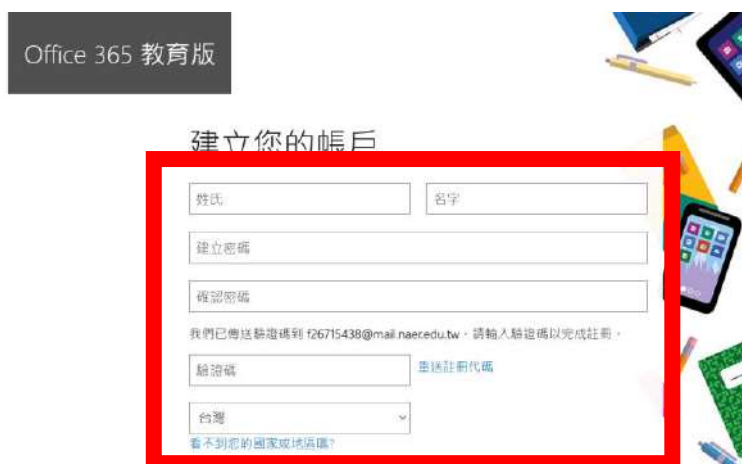 Office 365 教育版
建立您的帳戶
姓氏
名字
建立密碼
確認密碼
我們已傳送驗證碼到 f26715438@mail.naer.edu.tw，請輸入驗證碼以完成註冊。
驗證碼
重送註冊代碼
台灣
看不到您的國家或地區嗎?